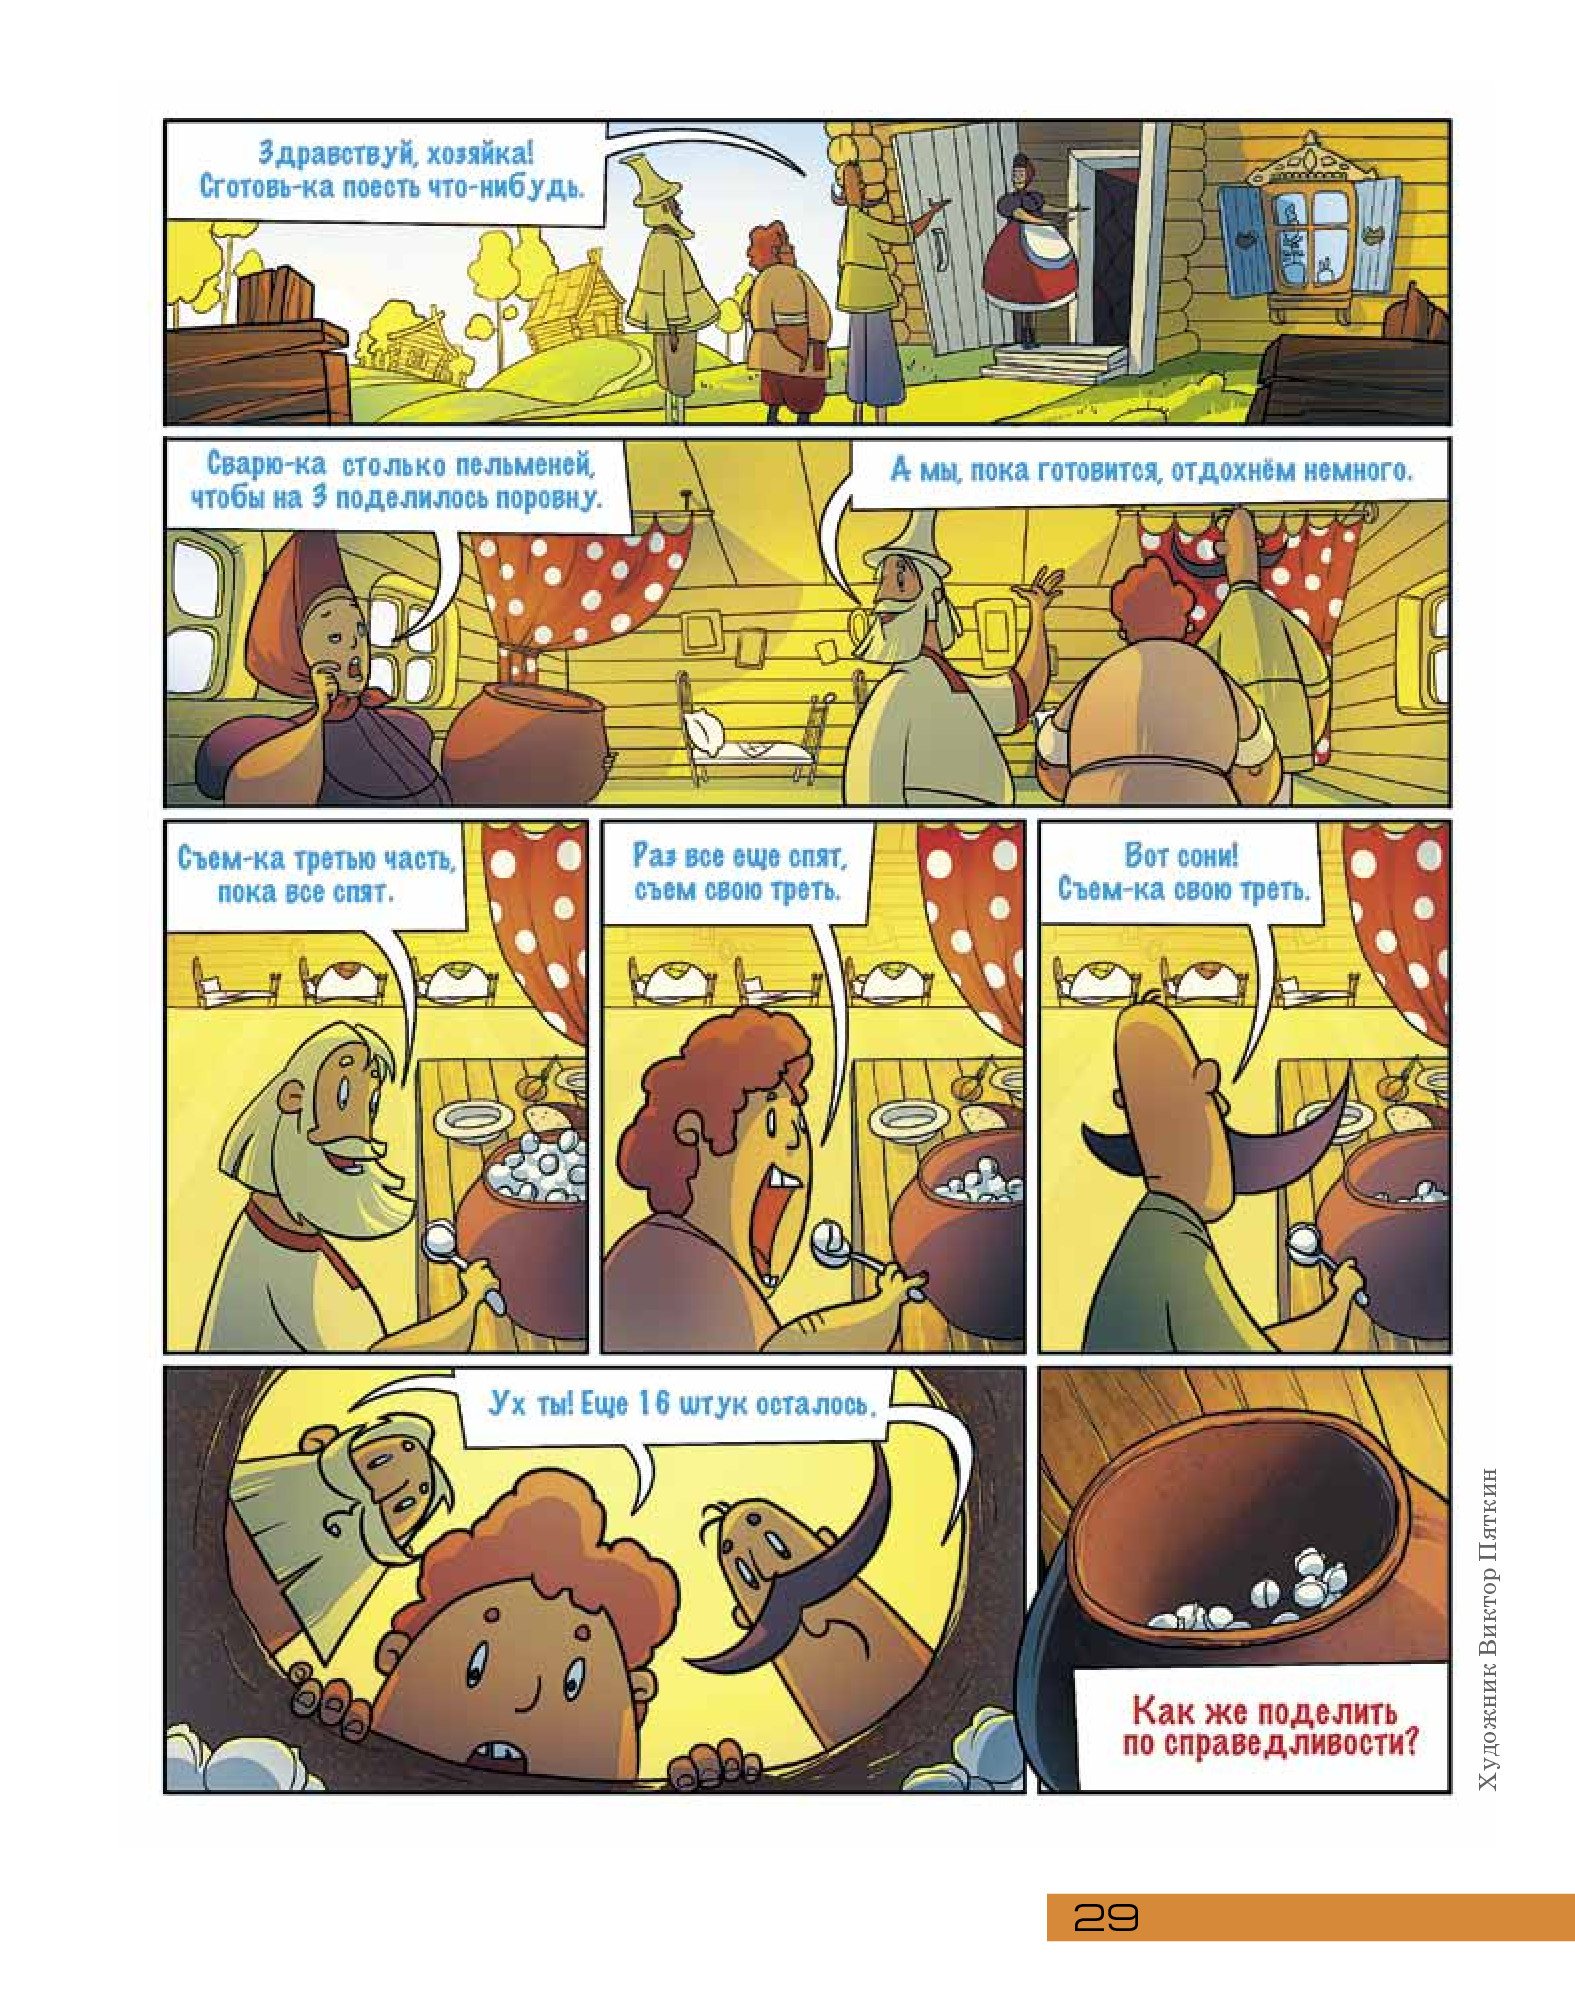 Здравствуй, хозяйка!
Сготовь-ка поесть что-нибудь.
Сварю-ка столько пельменей,
чтобы на 3 поделилось поровну.
А мы, пока готовится, отдохнём немного.
Съем-ка третью часть,
пока все спят.
Раз все еще спят,
съем свою треть.
Вот сони!
Съем-ка свою треть.
Ух ты! Еще 16 штук осталось.
Как же поделить
по справедливости?
Художник Виктор Пяткин
29